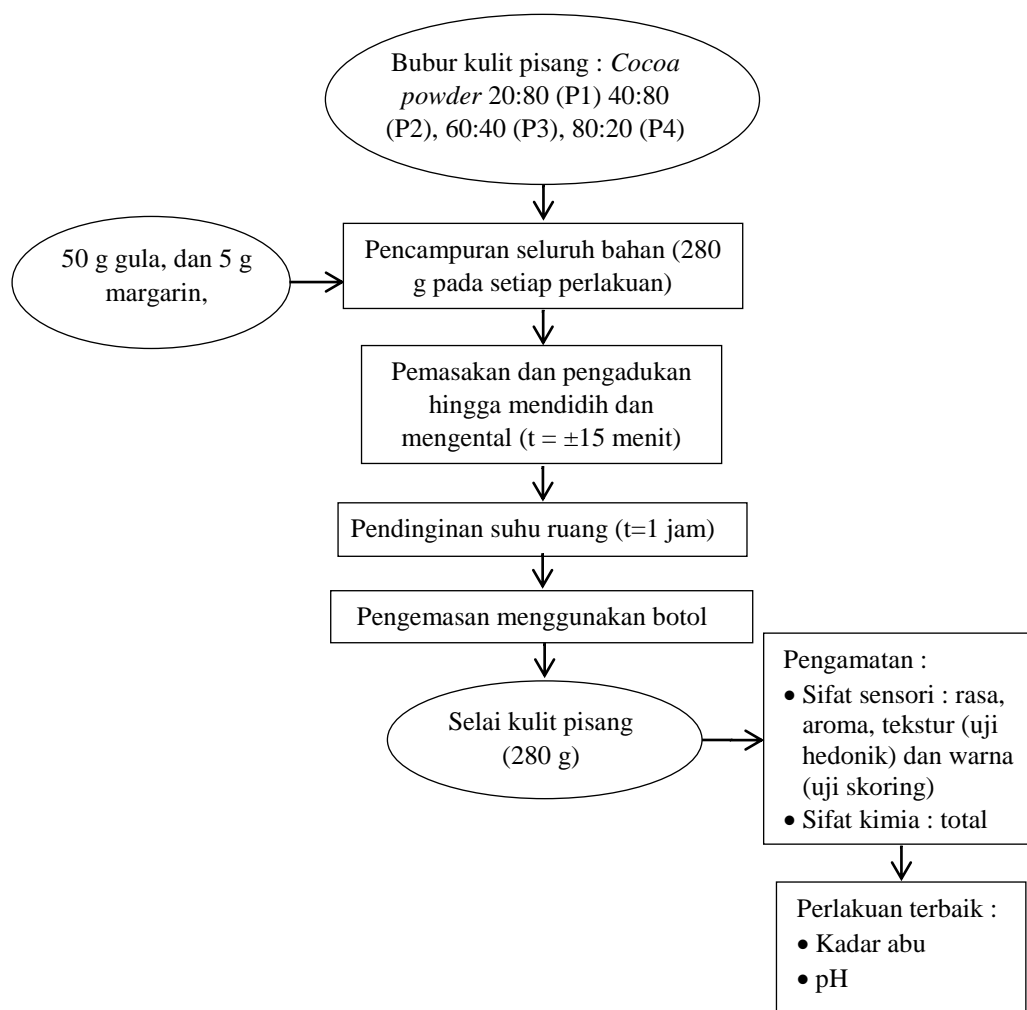 Bubur kulit pisang : Cocoa
powder 20:80 (P1) 40:80
(P2), 60:40 (P3), 80:20 (P4)
50 g gula, dan 5 g
margarin,
Pencampuran seluruh bahan (280
g pada setiap perlakuan)
Pemasakan dan pengadukan
hingga mendidih dan
mengental (t = ±15 menit)
Pendinginan suhu ruang (t=1 jam)
Pengemasan menggunakan botol
Selai kulit pisang
(280 g)
Pengamatan :
• Sifat sensori : rasa,
aroma, tekstur (uji
hedonik) dan warna
(uji skoring)
• Sifat kimia : total
Perlakuan terbaik :
• Kadar abu
• pH